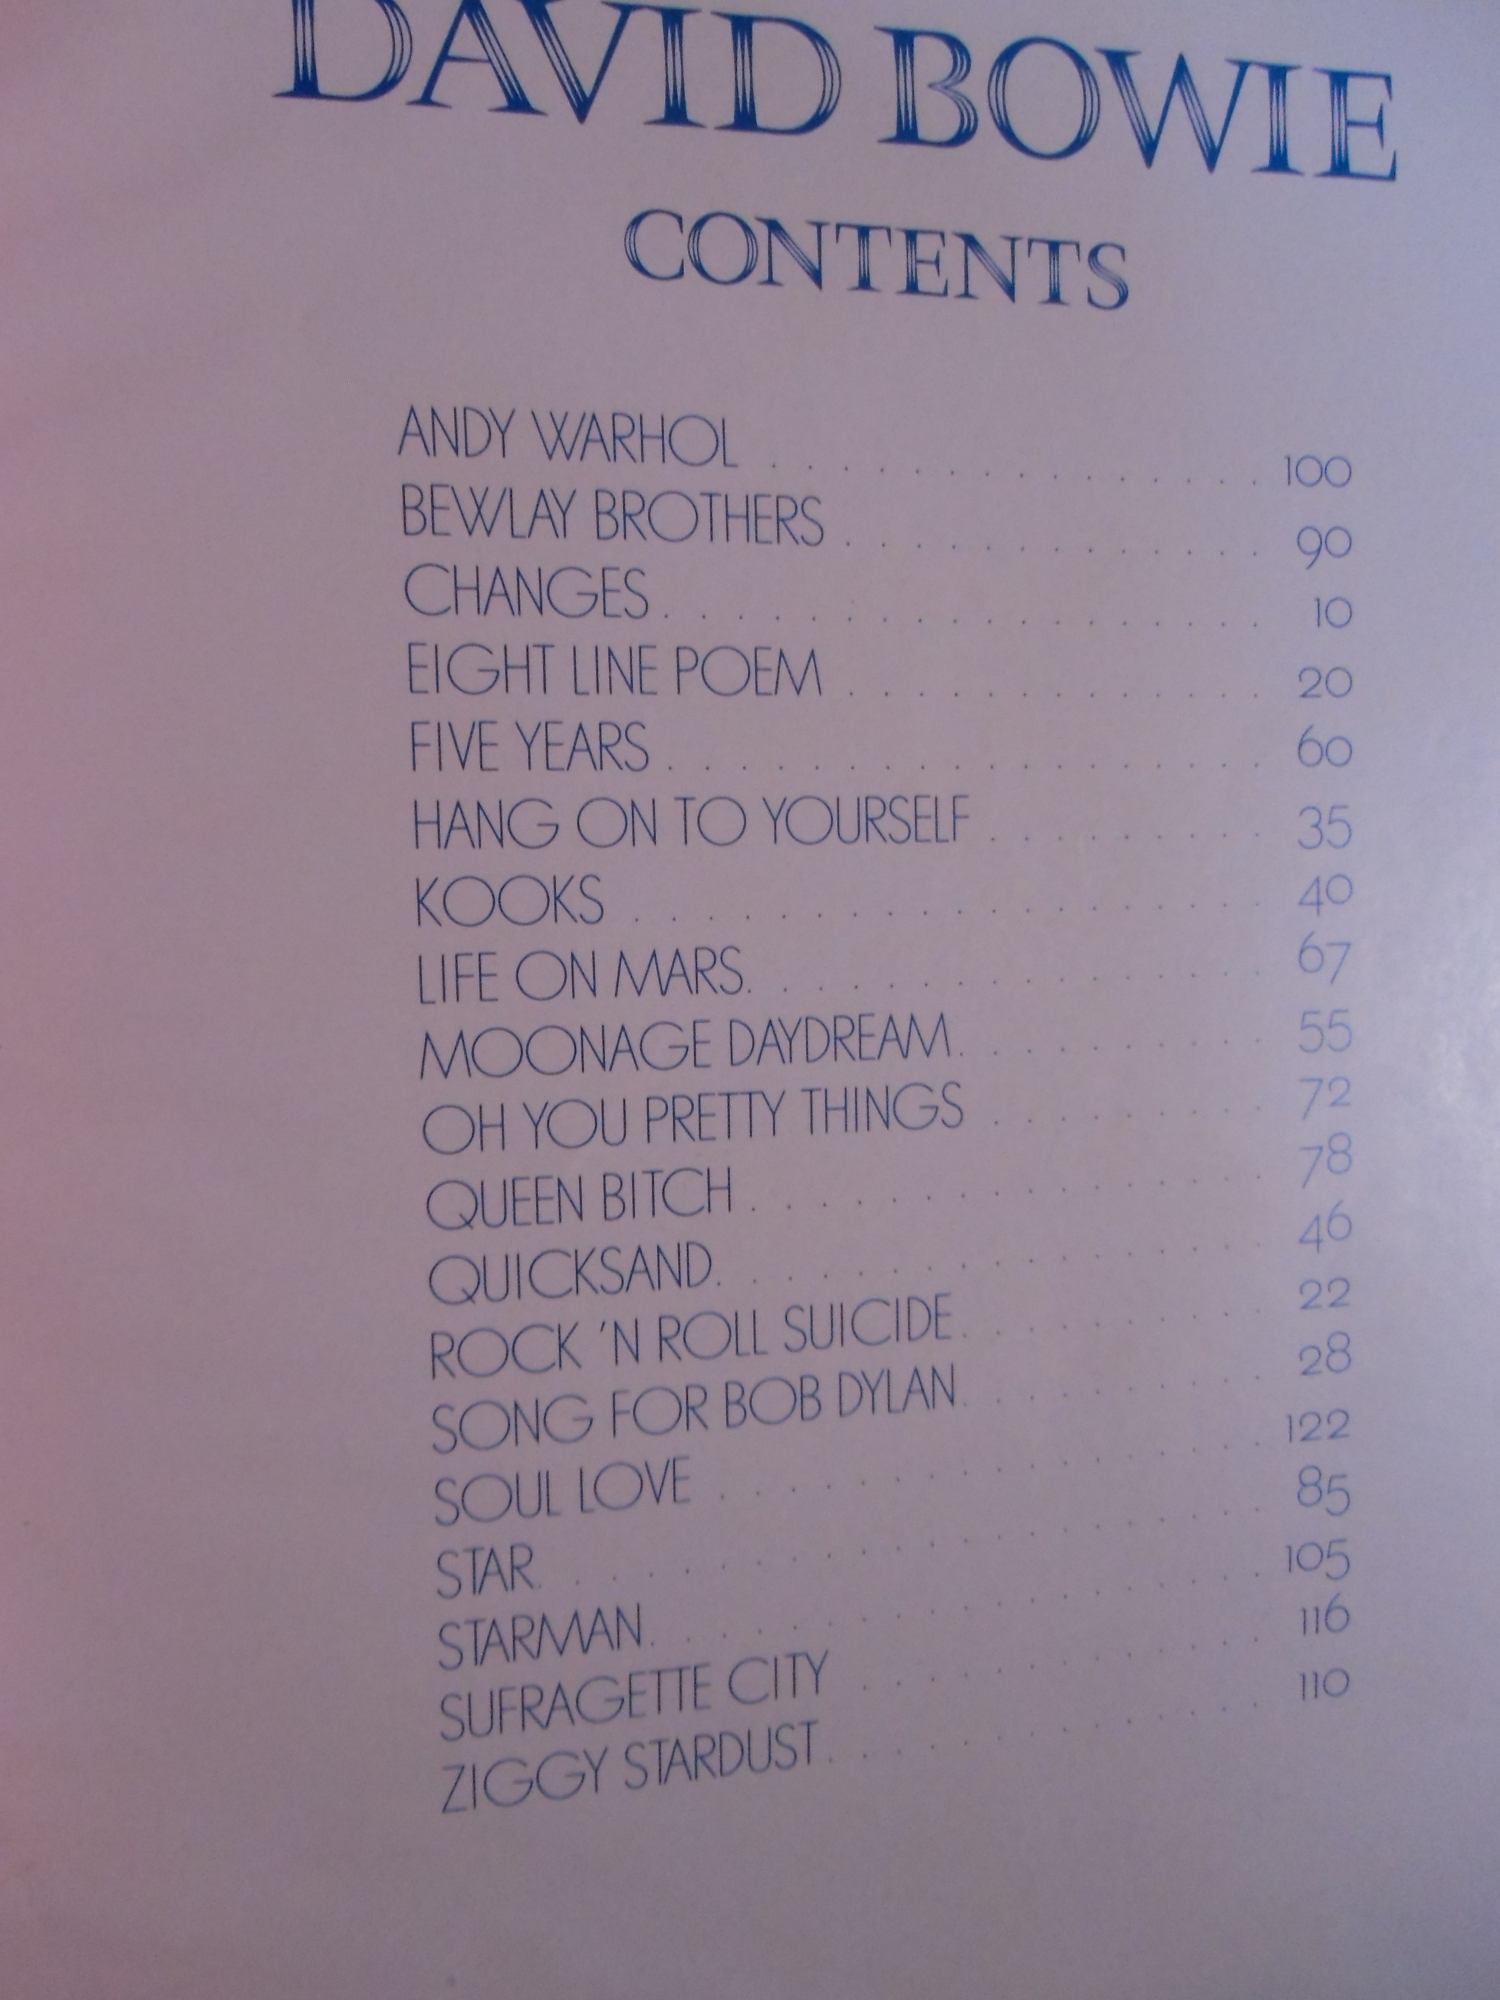 DAVID BOWIE
CONTENTS
ANDY WARHOL . . . . . . . . . . . . . . 100
BEWLAY BROTHERS . . . . . . . . . . . . . 90
CHANGES . . . . . . . . . . . . . . . . . 10
EIGHT LINE POEM . . . . . . . . . . . . . 20
FIVE YEARS . . . . . . . . . . . . . . . . . 60
HANG ON TO YOURSELF . . . . . . . . . 35
KOOKS . . . . . . . . . . . . . . . . . . 40
LIFE ON MARS . . . . . . . . . . . . . . . 67
MOONAGE DAYDREAM . . . . . . . . . . 55
OH YOU PRETTY THINGS . . . . . . . . . 72
QUEEN BITCH . . . . . . . . . . . . . . . 78
QUICKSAND . . . . . . . . . . . . . . . . 46
ROCK 'N ROLL SUICIDE . . . . . . . . . 22
SONG FOR BOB DYLAN . . . . . . . . . 28
SOUL LOVE . . . . . . . . . . . . . . . . 122
STAR . . . . . . . . . . . . . . . . . . . . 85
STARMAN . . . . . . . . . . . . . . . . . 105
SUFRAGETTE CITY . . . . . . . . . . . . 116
ZIGGY STARDUST . . . . . . . . . . . . . 110